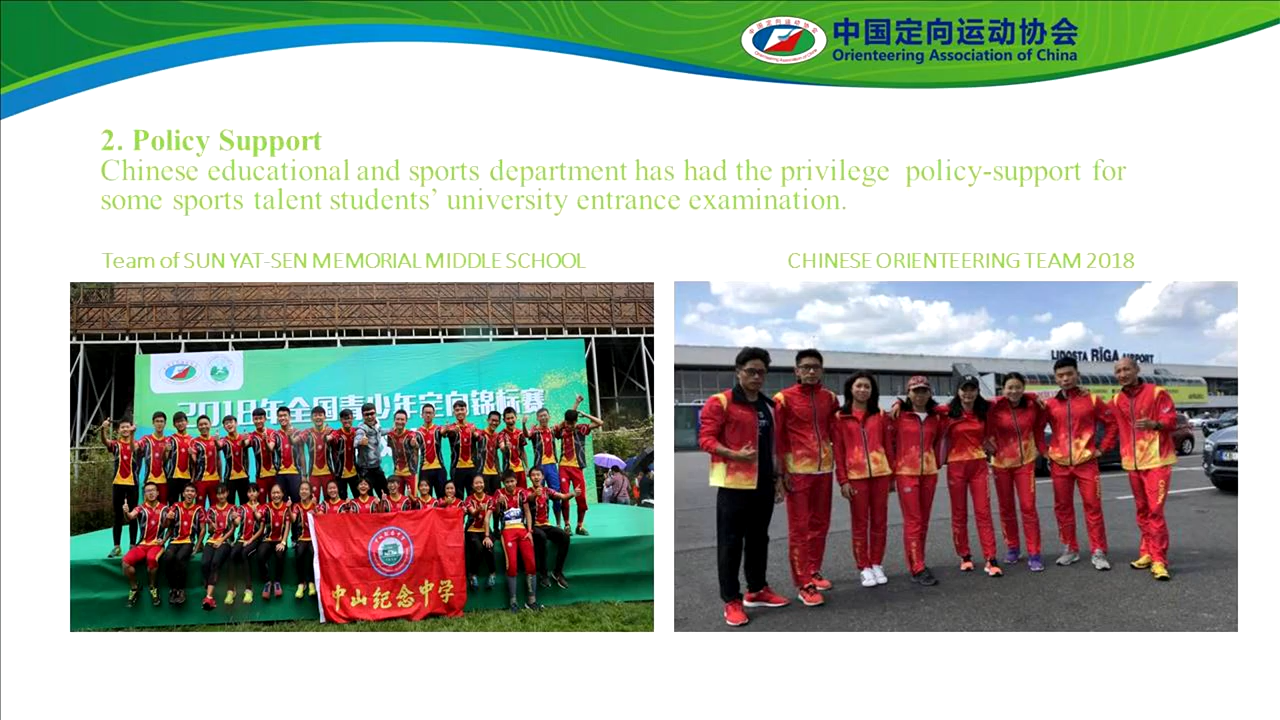 中国定向运动协会
Orienteering Association of China
2. Policy Support
Chinese educational and sports department has had the privilege policy-support for
some sports talent students’ university entrance examination.
Team of SUN YAT-SEN MEMORIAL MIDDLE SCHOOL
CHINESE ORIENTEERING TEAM 2018
2018年全国青少年定向锦标赛
中山纪念中学
LIDOSTA RĪGA AIRPORT